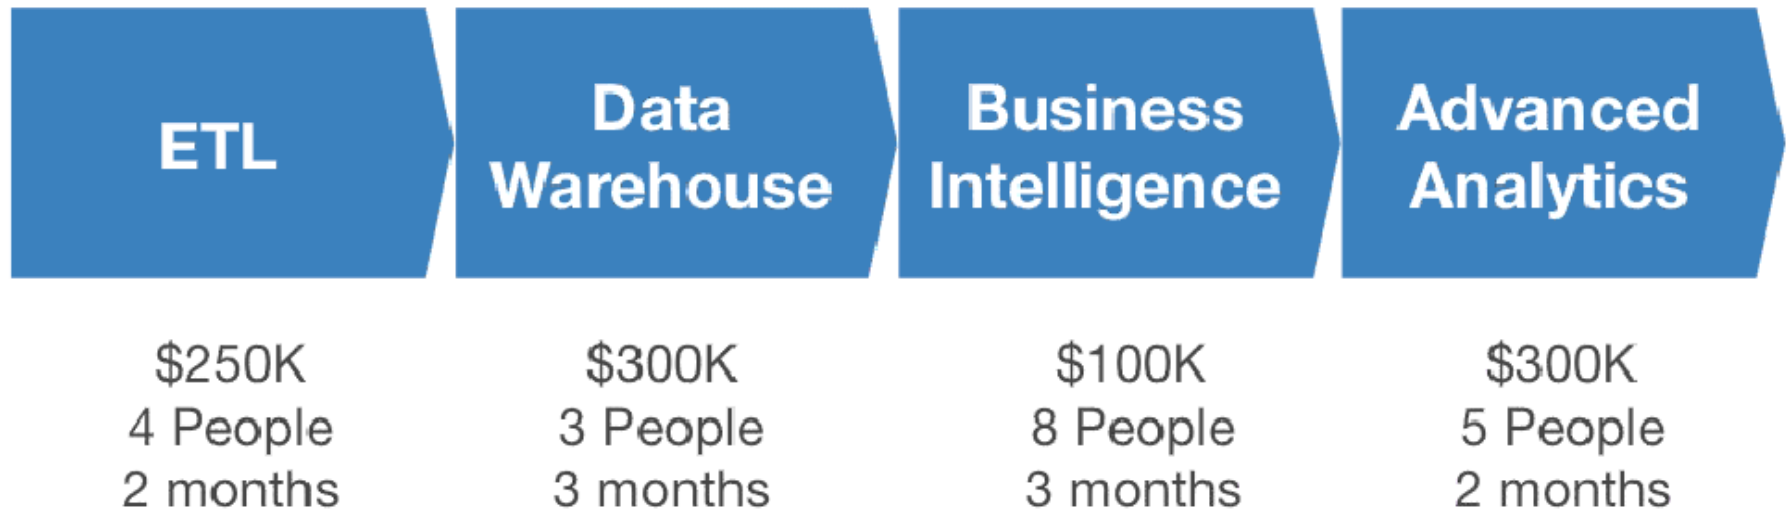 ETL
$250K
4 People
2 months
Data
Warehouse
$300K
3 People
3 months
Business
Intelligence
$100K
8 People
3 months
Advanced
Analytics
$300K
5 People
2 months